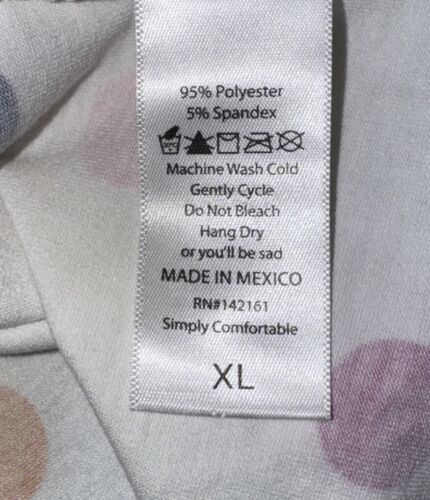 95% Polyester
5% Spandex
Machine Wash Cold
Gently Cycle
Do Not Bleach
Hang Dry
or you'll be sad
MADE IN MEXICO
RN#142161
Simply Comfortable
XL